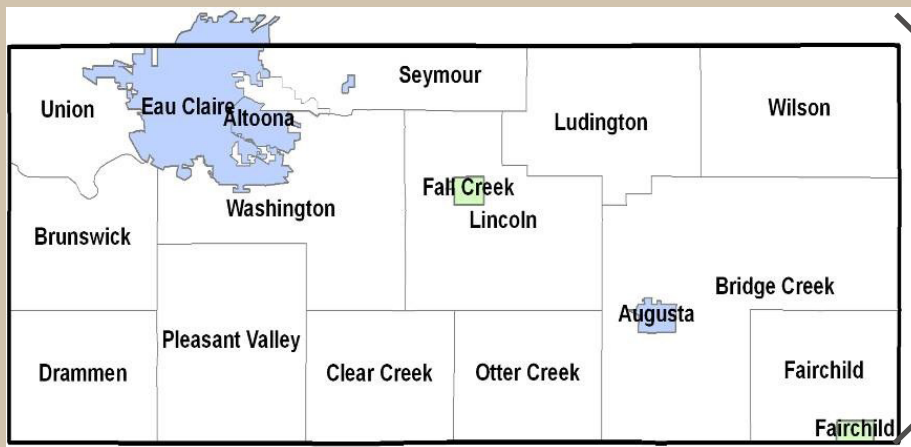 Seymour
Union
Eau Claire
Altoona
Ludington
Wilson
Fall Creek
Washington
Lincoln
Brunswick
Bridge Creek
Augusta
Pleasant Valley
Drammen
Clear Creek
Otter Creek
Fairchild
Fairchild